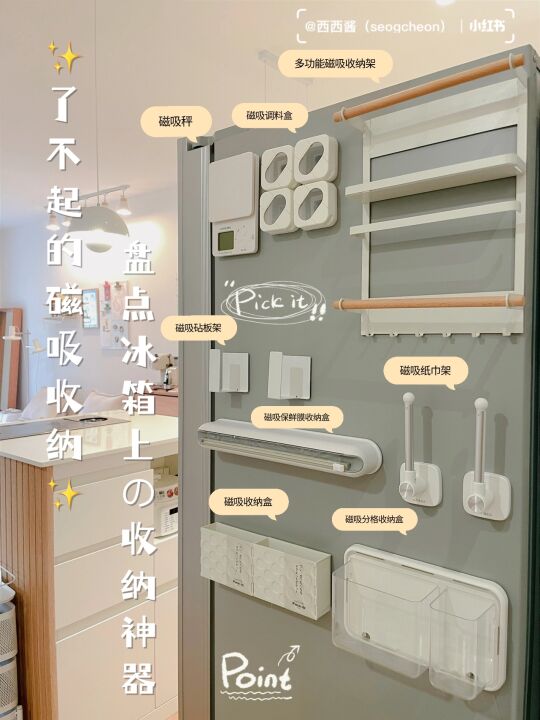 @西西酱（seogcheon）｜小红书
✨了不起的磁吸收纳✨
盘点冰箱上の收纳神器
多功能磁吸收纳架
磁吸调料盒
磁吸秤
"Pick it"!!
磁吸砧板架
磁吸纸巾架
磁吸保鲜膜收纳盒
磁吸收纳盒
磁吸分格收纳盒
Point